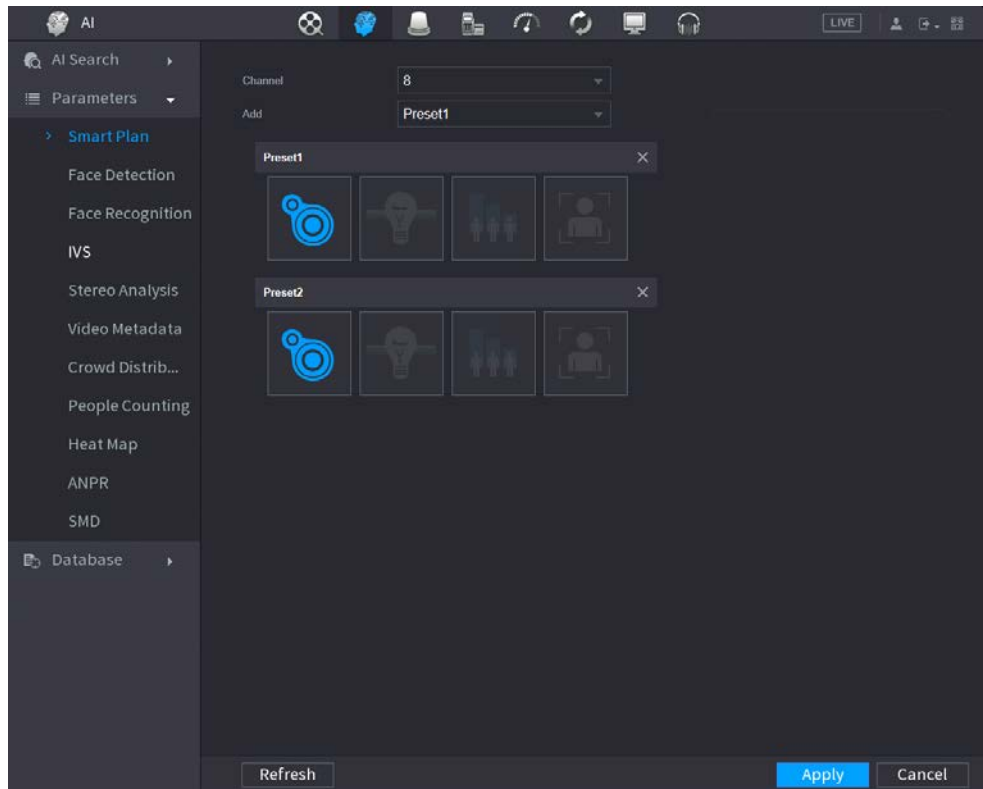 AI
LIVE
AI Search
Parameters
Smart Plan
Face Detection
Face Recognition
IVS
Stereo Analysis
Video Metadata
Crowd Distrib...
People Counting
Heat Map
ANPR
SMD
Database
Channel 8
Add Preset1
Preset1
Preset2
Refresh
Apply
Cancel